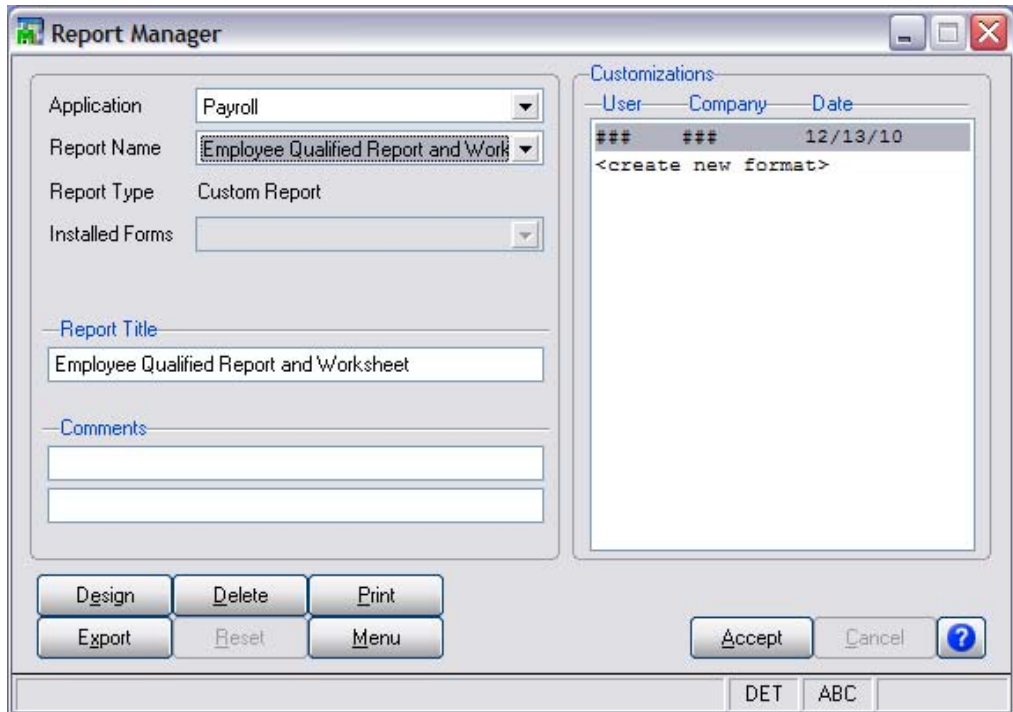 Report Manager
Application
Payroll
Report Name
Employee Qualified Report and Work
Report Type
Custom Report
Installed Forms
Report Title
Employee Qualified Report and Worksheet
Comments
Customizations
User Company Date
### ### 12/13/10
<create new format>
Design Delete Print
Export Reset Menu
Accept Cancel ?
DET ABC